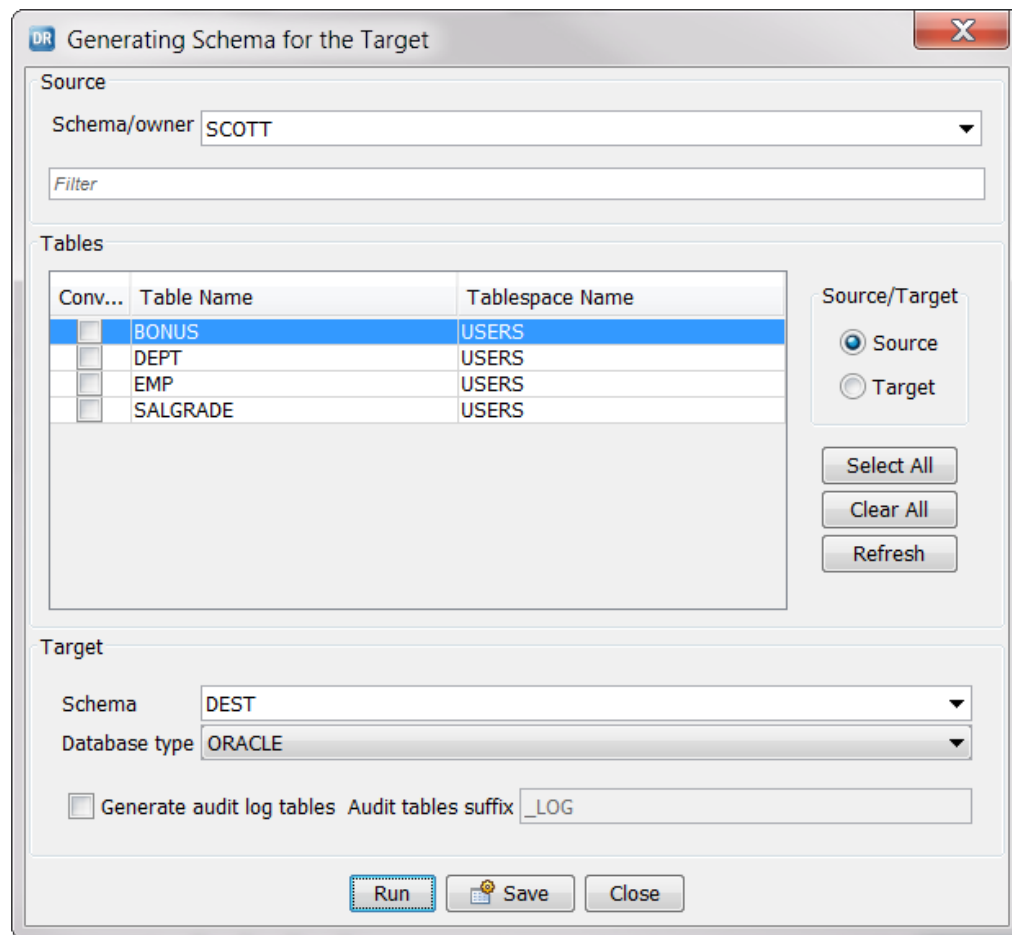 DR Generating Schema for the Target
Source
Schema/owner SCOTT
Filter
Tables
Conv... Table Name Tablespace Name
BONUS USERS
DEPT USERS
EMP USERS
SALGRADE USERS
Source/Target
Source
Target
Select All
Clear All
Refresh
Target
Schema DEST
Database type ORACLE
Generate audit log tables Audit tables suffix _LOG
Run Save Close